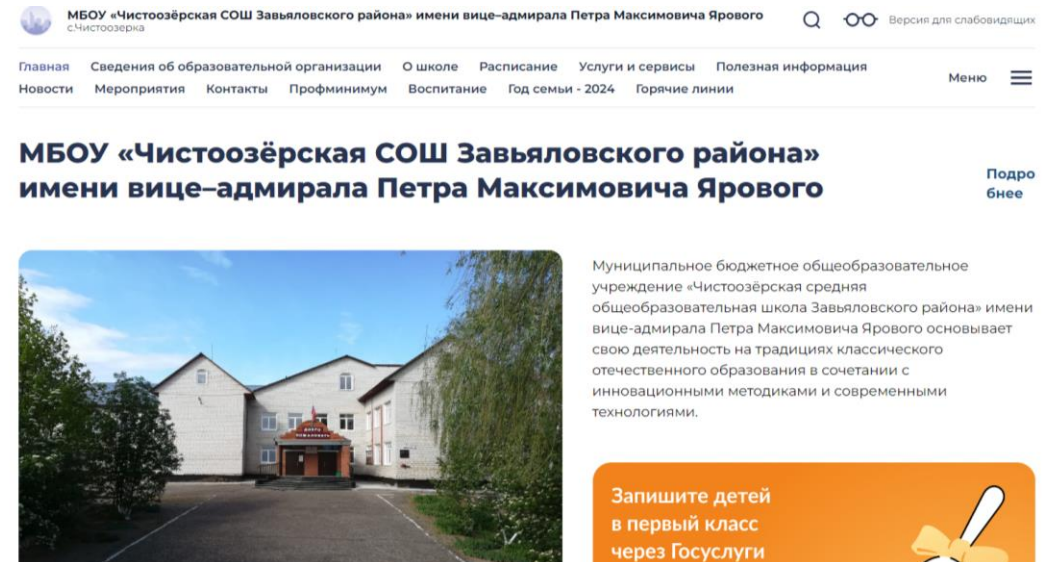 МБОУ «Чистоозёрская СОШ Завьяловского района» имени вице–адмирала Петра Максимовича Ярового
с.Чистоозерка
Версия для слабовидящих
Главная Сведения об образовательной организации О школе Расписание Услуги и сервисы Полезная информация
Новости Мероприятия Контакты Профминимум Воспитание Год семьи - 2024 Горячие линии
Меню
МБОУ «Чистоозёрская СОШ Завьяловского района»
имени вице–адмирала Петра Максимовича Ярового
Подро
бнее
ДОБРО
ПОЖАЛОВАТЬ
Муниципальное бюджетное общеобразовательное
учреждение «Чистоозёрская средняя
общеобразовательная школа Завьяловского района» имени
вице-адмирала Петра Максимовича Ярового основывает
свою деятельность на традициях классического
отечественного образования в сочетании с
инновационными методиками и современными
технологиями.
Запишите детей
в первый класс
через Госуслуги